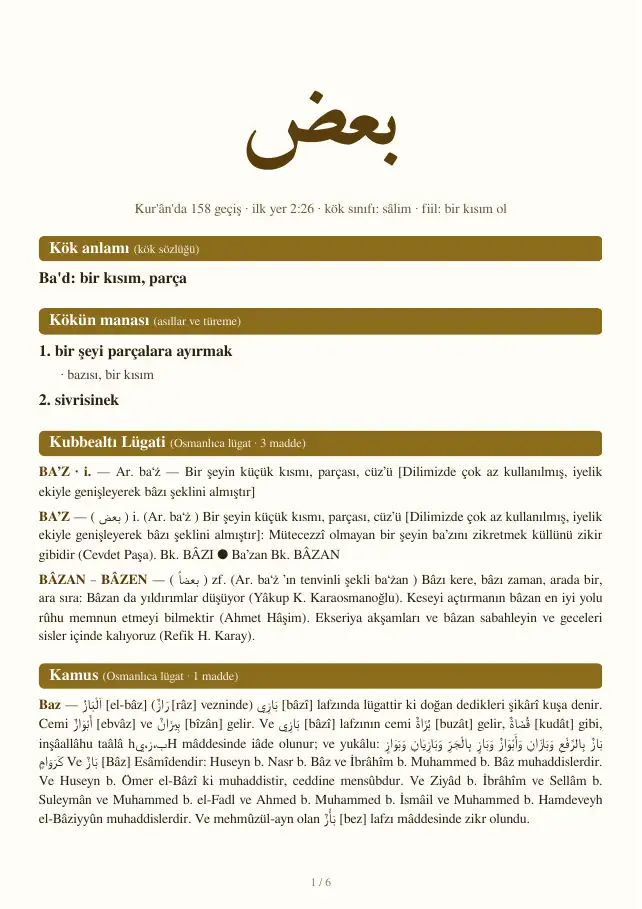 بعض
Kur'ân'da 158 geçiş · ilk yer 2:26 · kök sınıfı: sâlim · fiil: bir kısım ol
Kök anlamı (kök sözlüğü)
Ba'd: bir kısım, parça
Kökün manası (asıllar ve türeme)
1. bir şeyi parçalara ayırmak
· bazısı, bir kısım
2. sivrisinek
Kubbealtı Lügati (Osmanlıca lügat · 3 madde)
BA’Z · i. — Ar. ba‘ż — Bir şeyin küçük kısmı, parçası, cüz’ü [Dilimizde çok az kullanılmış, iyelik
ekiyle genişleyerek bâzı şeklini almıştır]
BA’Z — ( بعض ) i. (Ar. ba‘ż ) Bir şeyin küçük kısmı, parçası, cüz’ü [Dilimizde çok az kullanılmış, iyelik
ekiyle genişleyerek bâzı şeklini almıştır]: Mütecezzî olmayan bir şeyin ba’zını zikretmek küllünü zikir
gibidir (Cevdet Paşa). Bk. BÂZI ● Ba’zan Bk. BÂZAN
BÂZAN – BÂZEN — ( بعضاً ) zf. (Ar. ba‘ż ’ın tenvinli şekli ba‘żan ) Bâzı kere, bâzı zaman, arada bir,
ara sıra: Bâzan da yıldırımlar düşüyor (Yâkup K. Karaosmanoğlu). Keseyi açtırmanın bâzan en iyi yolu
rûhu memnun etmeyi bilmektir (Ahmet Hâşim). Ekseriya akşamları ve bâzan sabahleyin ve geceleri
sisler içinde kalıyoruz (Refik H. Karay).
Kamus (Osmanlıca lügat · 1 madde)
Baz — اَلْبَازُ [el-bâz] (رَازٌ [râz] vezninde) بَازِي [bâzî] lafzında lügattir ki doğan dedikleri şikârî kuşa denir.
Cemi أَبْوَازٌ [ebvâz] ve بِيزَانٌ [bîzân] gelir. Ve بَازِي [bâzî] lafzının cemi بُزَاةٌ [buzât] gelir, قُضَاةٌ [kudât] gibi,
inşâallâhu taâlâ hب،ز،يH mâddesinde iâde olunur; ve yukâlu: بَازٌ بِالرَّفْعِ وَبَازَانِ وَأَبْوَازٌ وَبَازٍ بِالْجَرِّ وَبَازِيَانِ وَبَوَازٍ
كَرَوَامٍ Ve بَازٌ [Bâz] Esâmîdendir: Huseyn b. Nasr b. Bâz ve İbrâhîm b. Muhammed b. Bâz muhaddislerdir.
Ve Huseyn b. Ömer el-Bâzî ki muhaddistir, ceddine mensûbdur. Ve Ziyâd b. İbrâhîm ve Sellâm b.
Suleymân ve Muhammed b. el-Fadl ve Ahmed b. Muhammed b. İsmâil ve Muhammed b. Hamdeveyh
el-Bâziyyûn muhaddislerdir. Ve mehmûzül-ayn olan بَأْزٌ [bez] lafzı mâddesinde zikr olundu.
1 / 6